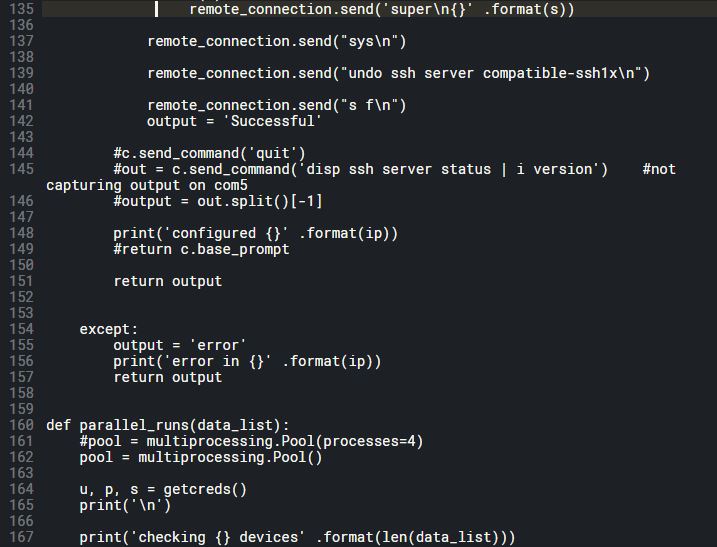 135 remote_connection.send('super\n{}' .format(s))
136
137 remote_connection.send("sys\n")
138
139 remote_connection.send("undo ssh server compatible-ssh1x\n")
140
141 remote_connection.send("s f\n")
142 output = 'Successful'
143
144 #c.send_command('quit')
145 #out = c.send_command('disp ssh server status | i version') #not
capturing output on com5
146 #output = out.split()[-1]
147
148 print('configured {}' .format(ip))
149 #return c.base_prompt
150
151 return output
152
153
154 except:
155 output = 'error'
156 print('error in {}' .format(ip))
157 return output
158
159
160 def parallel_runs(data_list):
161 #pool = multiprocessing.Pool(processes=4)
162 pool = multiprocessing.Pool()
163
164 u, p, s = getcreds()
165 print('\n')
166
167 print('checking {} devices' .format(len(data_list)))